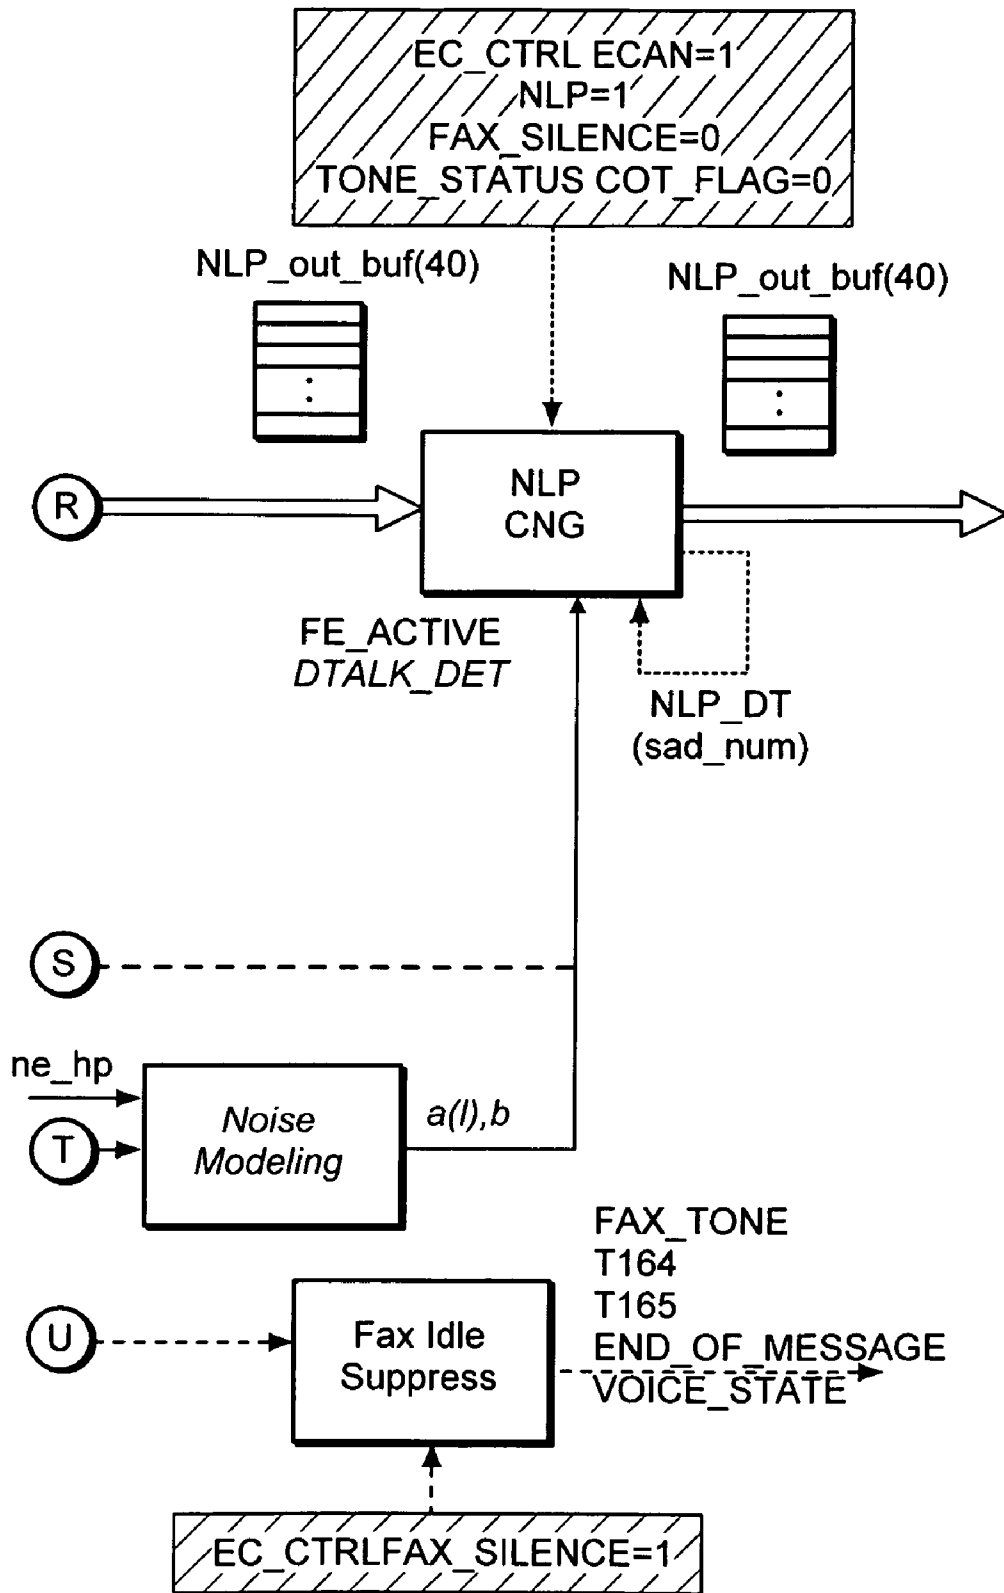 EC_CTRL ECAN=1
NLP=1
FAX_SILENCE=0
TONE_STATUS COT_FLAG=0
NLP_out_buf(40)
NLP_out_buf(40)
:
:
R
NLP
CNG
FE_ACTIVE
DTALK_DET
NLP_DT
(sad_num)
S
ne_hp
T
Noise
Modeling
a(l),b
U
Fax Idle
Suppress
FAX_TONE
T164
T165
END_OF_MESSAGE
VOICE_STATE
EC_CTRLFAX_SILENCE=1